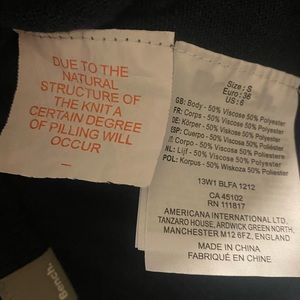 DUE TO THE
NATURAL
STRUCTURE OF
THE KNIT A
CERTAIN DEGREE
OF PILLING WILL
OCCUR
Size : S
Euro: 36
US: 6
GB: Body - 50% Viscose 50% Polyester
FR: Corps - 50% Viscose 50% Polyester
DE: Körper - 50% Viskose 50% Polyester
ESP: Cuerpo - 50% Viscosa 50% Poliéster
IT: Corpo - 50% Viscosa 50% Poliestere
NL: Lijf - 50% Viscose 50% Polyester
POL: Korpus - 50% Wiskoza 50% Poliester
13W1 BLFA 1212
CA 45102
RN 111817
AMERICANA INTERNATIONAL LTD,
TANZARO HOUSE, ARDWICK GREEN NORTH,
MANCHESTER M12 6FZ, ENGLAND
MADE IN CHINA
FABRIQUÉ EN CHINE
Bench.